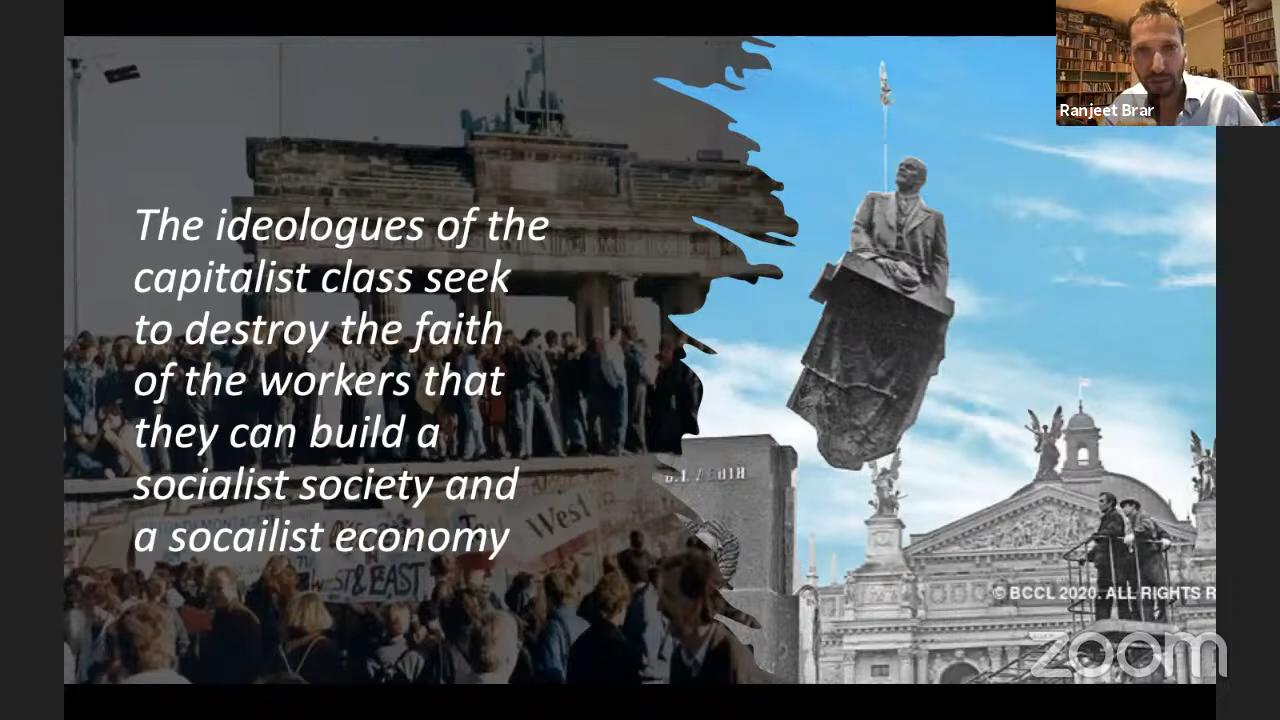 Ranjeet Brar
The ideologues of the
capitalist class seek
to destroy the faith
of the workers that
they can build a
socialist society and
a socailist economy
West
ST&EAST
© BCCL 2020. ALL RIGHTS R
zoom